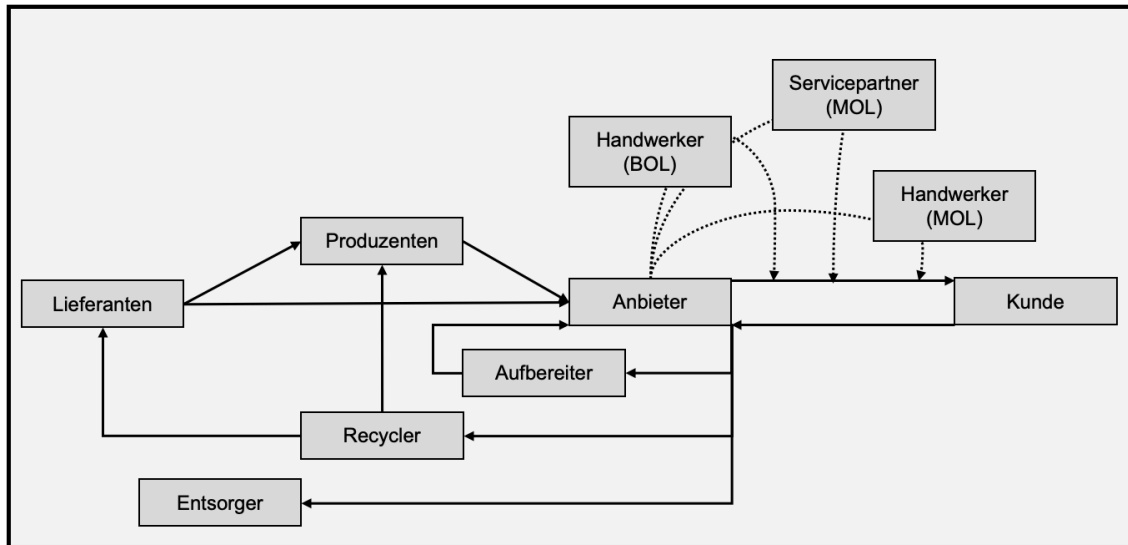 Servicepartner
(MOL)
Handwerker
(BOL)
Handwerker
(MOL)
Produzenten
Lieferanten
Anbieter
Kunde
Aufbereiter
Recycler
Entsorger